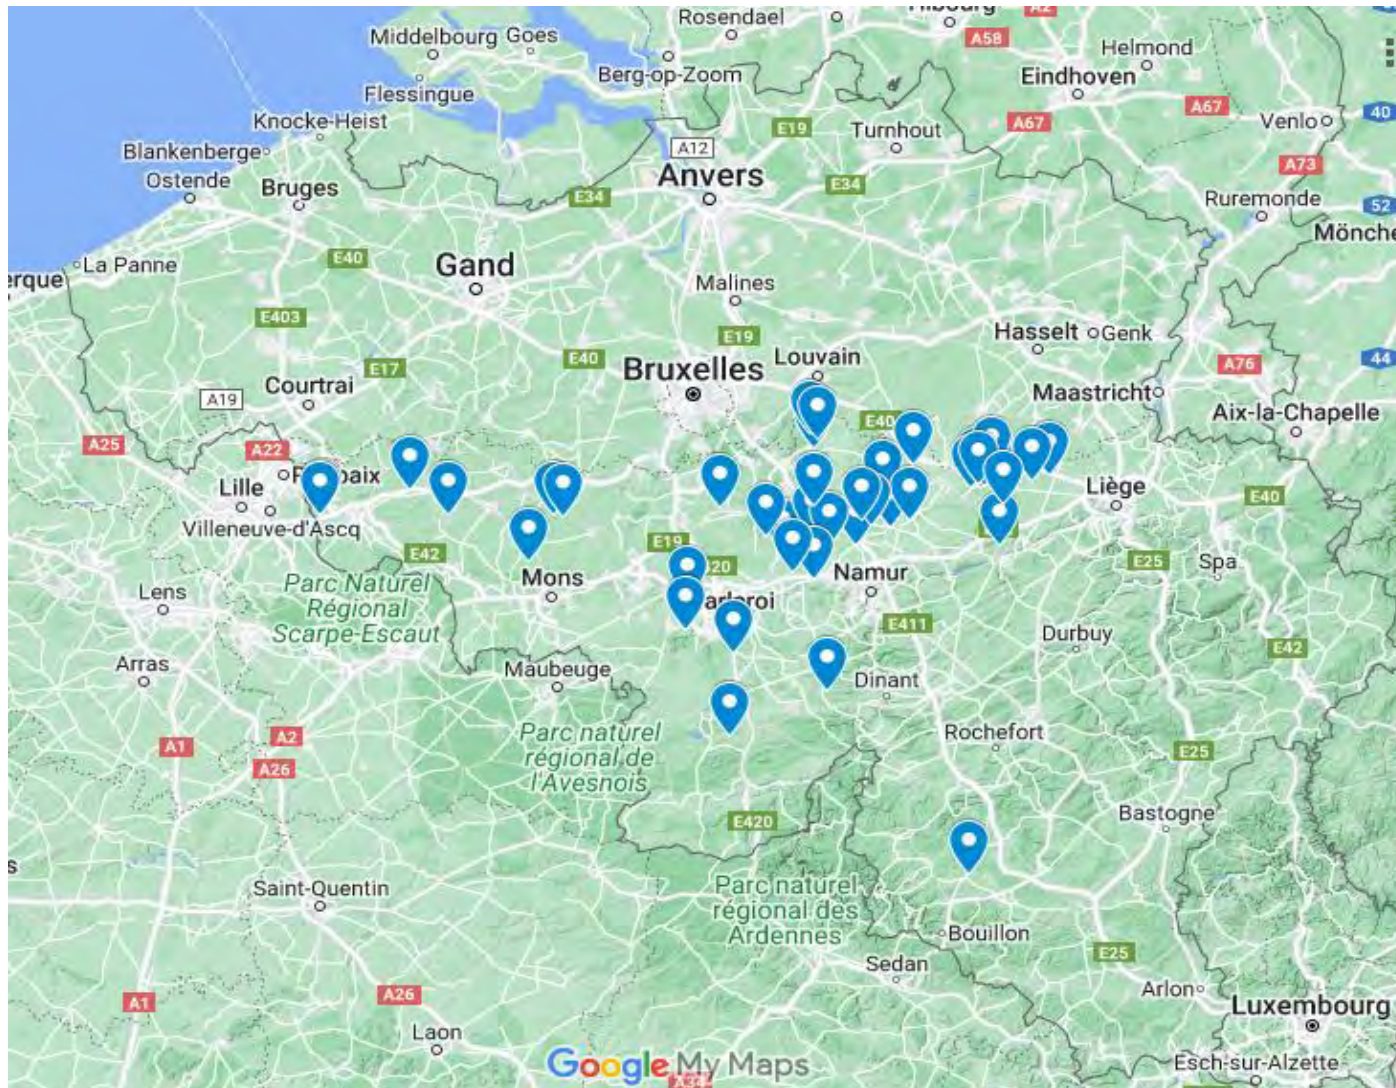 Rosendael
A2
Middelbourg
Goes
A58
Helmond
Berg-op-Zoom
Eindhoven
Flessingue
A67
Venlo
40
Knocke-Heist
E19
Turnhout
A67
A12
Blankenberge
A73
Ostende
Bruges
Anvers
E34
E34
Ruremonde
52
Mönche
La Panne
E40
Gand
erque
Malines
E403
Hasselt
Genk
E19
E40
Louvain
44
E17
Bruxelles
A76
Courtrai
Maastricht
A19
Aix-la-Chapelle
A25
A22
E40
Lille
Liège
E40
Villeneuve-d'Ascq
E42
E19
E25
Spa
Parc Naturel
Régional
Scarpe-Escaut
Mons
Namur
Lens
E411
Durbuy
E42
Arras
Maubeuge
Dinant
A1
A2
Parc naturel
régional de
l'Avesnois
Rochefort
E25
A26
E420
Bastogne
s
Saint-Quentin
Parc naturel
régional des
Ardennes
Bouillon
E25
Sedan
A1
A26
Arlon
Luxembourg
Laon
Google My Maps
Esch-sur-Alzette
A34